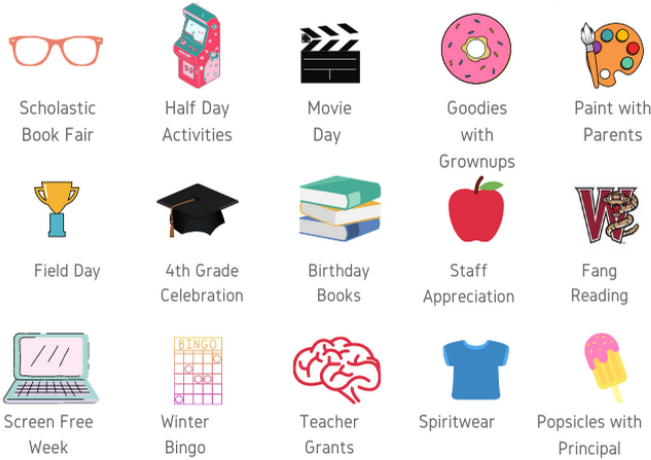 Scholastic
Book Fair
Half Day
Activities
Movie
Day
Goodies
with
Grownups
Paint with
Parents
Field Day
4th Grade
Celebration
Birthday
Books
Staff
Appreciation
W
Fang
Reading
Screen Free
Week
BINGO
Winter
Bingo
Teacher
Grants
Spiritwear
Popsicles with
Principal